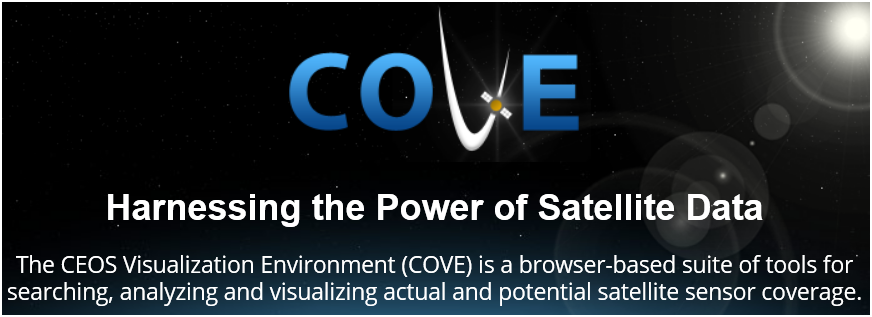 COVE
Harnessing the Power of Satellite Data
The CEOS Visualization Environment (COVE) is a browser-based suite of tools for
searching, analyzing and visualizing actual and potential satellite sensor coverage.